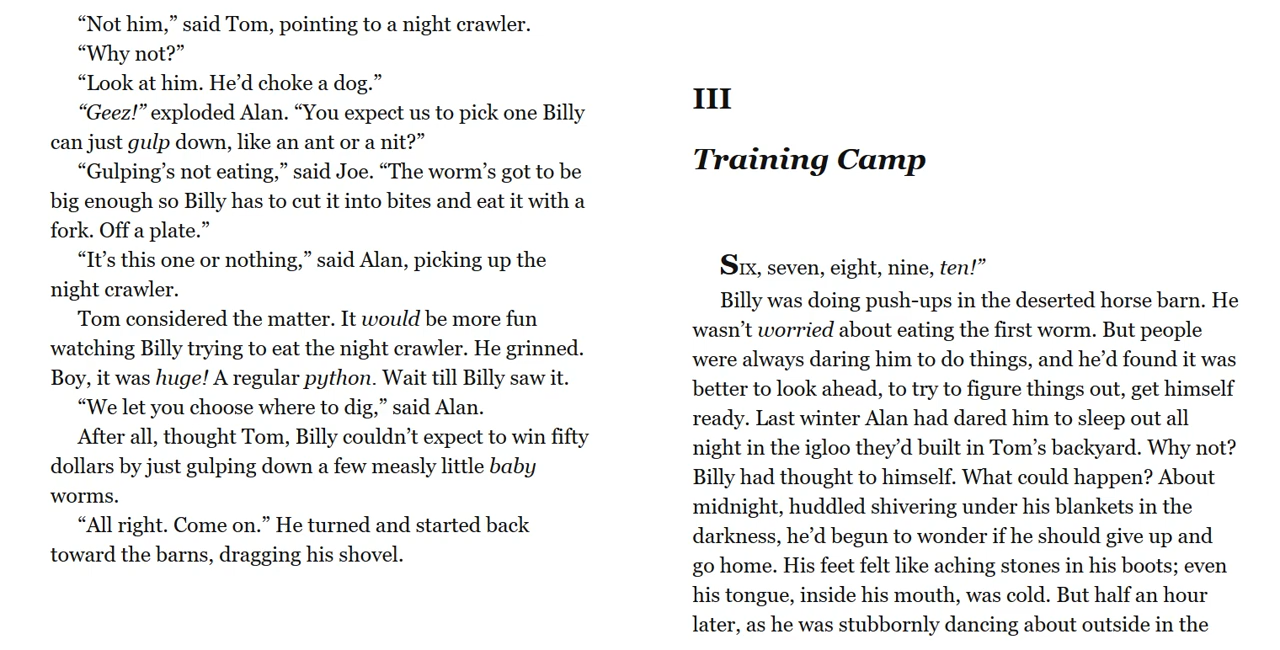 “Not him,” said Tom, pointing to a night crawler.
“Why not?”
“Look at him. He’d choke a dog.”
“Geez!” exploded Alan. “You expect us to pick one Billy
can just gulp down, like an ant or a nit?”
“Gulping’s not eating,” said Joe. “The worm’s got to be
big enough so Billy has to cut it into bites and eat it with a
fork. Off a plate.”
“It’s this one or nothing,” said Alan, picking up the
night crawler.
Tom considered the matter. It would be more fun
watching Billy trying to eat the night crawler. He grinned.
Boy, it was huge! A regular python. Wait till Billy saw it.
“We let you choose where to dig,” said Alan.
After all, thought Tom, Billy couldn’t expect to win fifty
dollars by just gulping down a few measly little baby
worms.
“All right. Come on.” He turned and started back
toward the barns, dragging his shovel.
III
Training Camp
SIX, seven, eight, nine, ten!”
Billy was doing push-ups in the deserted horse barn. He
wasn’t worried about eating the first worm. But people
were always daring him to do things, and he’d found it was
better to look ahead, to try to figure things out, get himself
ready. Last winter Alan had dared him to sleep out all
night in the igloo they’d built in Tom’s backyard. Why not?
Billy had thought to himself. What could happen? About
midnight, huddled shivering under his blankets in the
darkness, he’d begun to wonder if he should give up and
go home. His feet felt like aching stones in his boots; even
his tongue, inside his mouth, was cold. But half an hour
later, as he was stubbornly dancing about outside in the